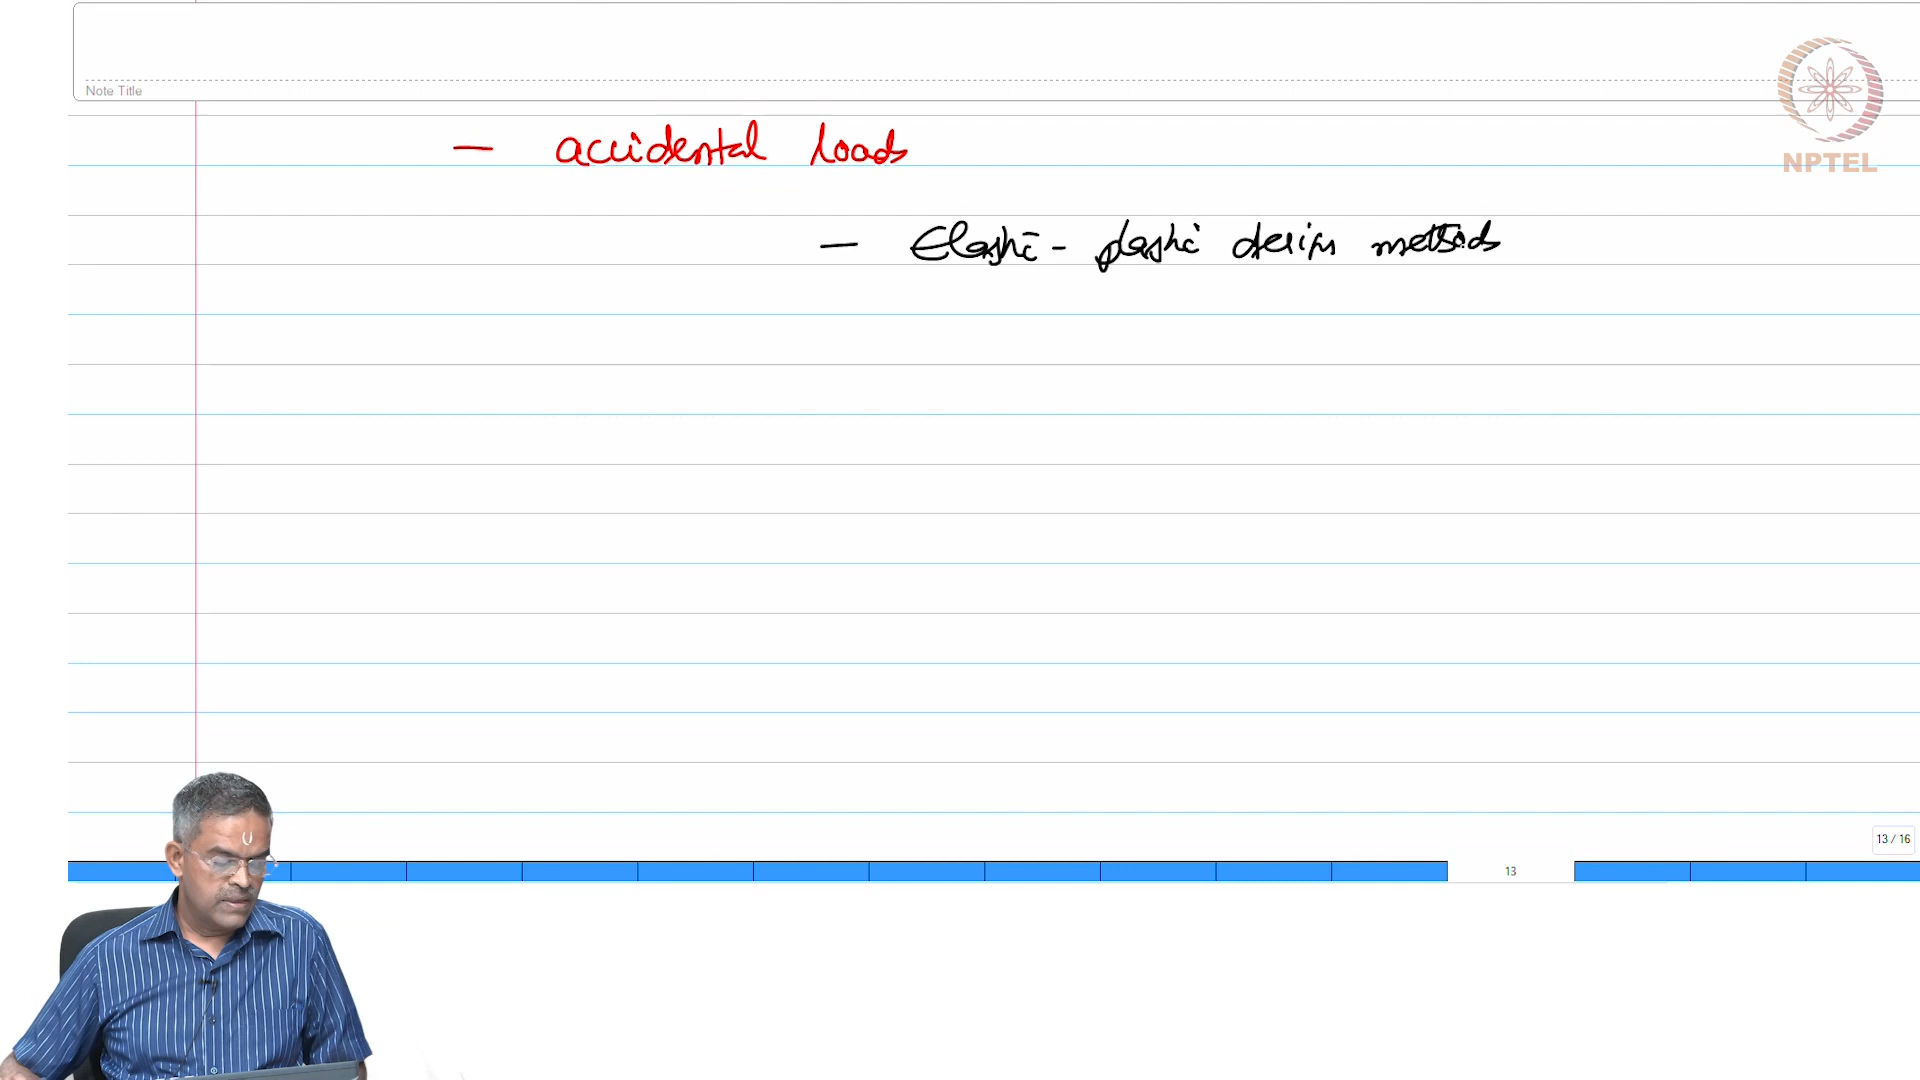 NPTEL
Note Title
— accidental loads
— Elastic - plastic design methods
13 / 16
13